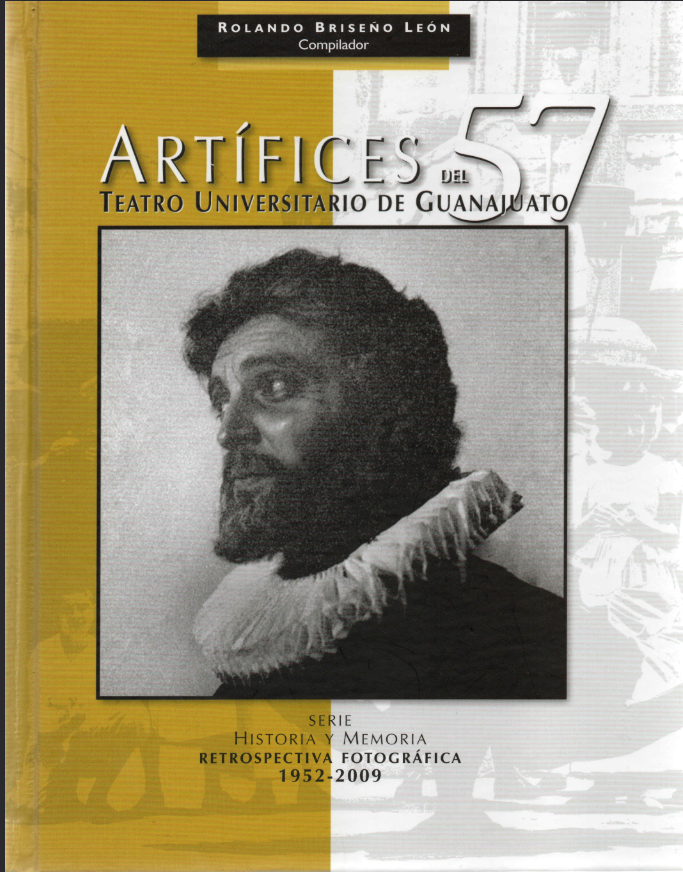 ROLANDO BRISEÑO LEÓN
Compilador
ARTÍFICES DEL 57
TEATRO UNIVERSITARIO DE GUANAJUATO
SERIE
HISTORIA Y MEMORIA
RETROSPECTIVA FOTOGRÁFICA
1952-2009